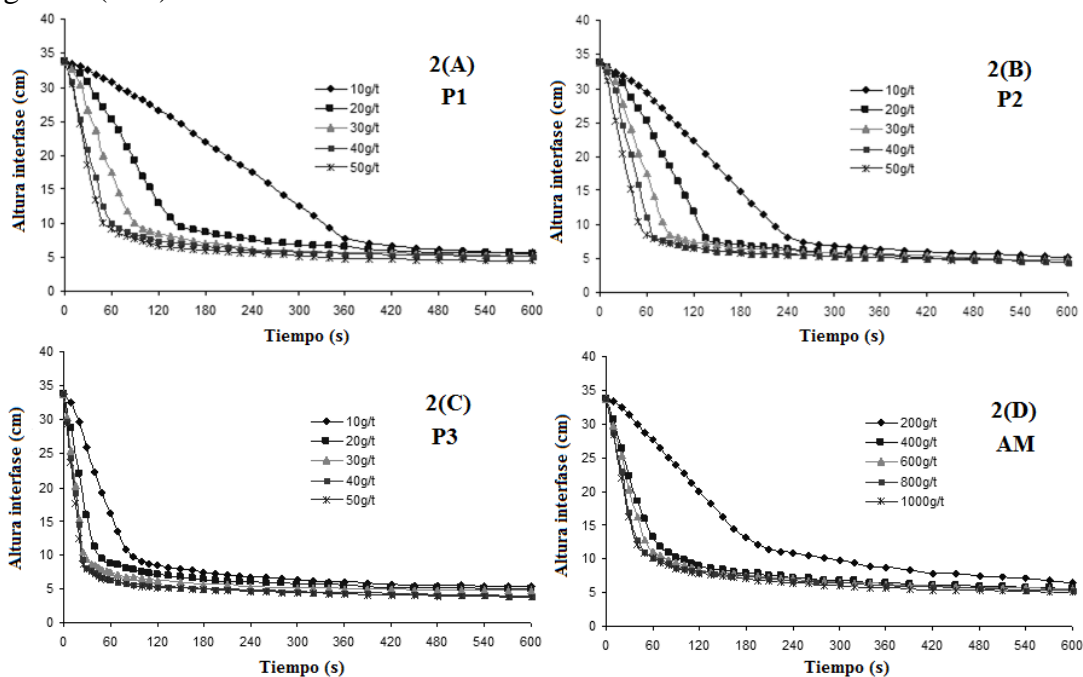 40
35
30
25
20
15
10
5
0
Altura interfase (cm)
2(A)
P1
10g/t
20g/t
30g/t
40g/t
50g/t
0 60 120 180 240 300 360 420 480 540 600
Tiempo (s)
40
35
30
25
20
15
10
5
0
Altura interfase (cm)
2(B)
P2
10g/t
20g/t
30g/t
40g/t
50g/t
0 60 120 180 240 300 360 420 480 540 600
Tiempo (s)
40
35
30
25
20
15
10
5
0
Altura interfase (cm)
2(C)
P3
10g/t
20g/t
30g/t
40g/t
50g/t
0 60 120 180 240 300 360 420 480 540 600
Tiempo (s)
40
35
30
25
20
15
10
5
0
Altura interfase (cm)
2(D)
AM
200g/t
400g/t
600g/t
800g/t
1000g/t
0 60 120 180 240 300 360 420 480 540 600
Tiempo (s)